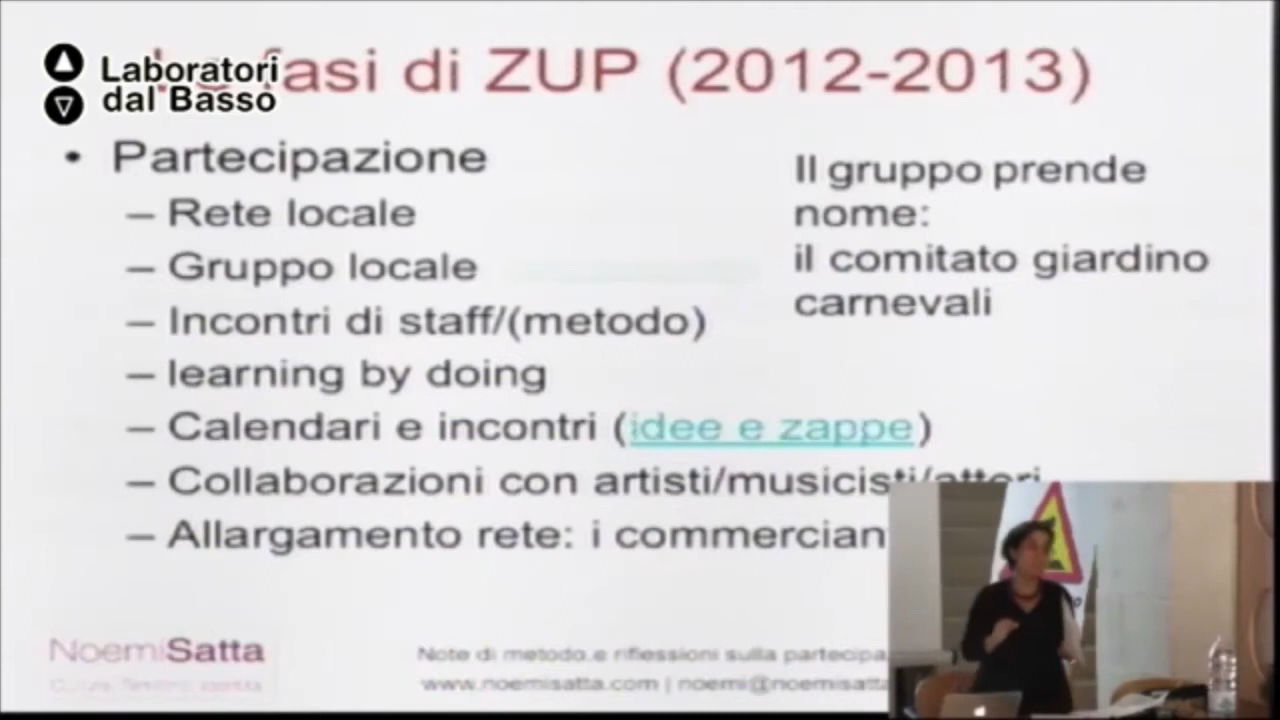 Laboratori
dal Basso
fasi di ZUP (2012-2013)
• Partecipazione
– Rete locale
– Gruppo locale
– Incontri di staff/(metodo)
– learning by doing
– Calendari e incontri (idee e zappe)
– Collaborazioni con artisti/musicisti/attori
– Allargamento rete: i commercian
Il gruppo prende
nome:
il comitato giardino
carnevali
NoemiSatta
Note di metodo e riflessioni sulla partecipa
www.noemisatta.com | noemi@noemisatta